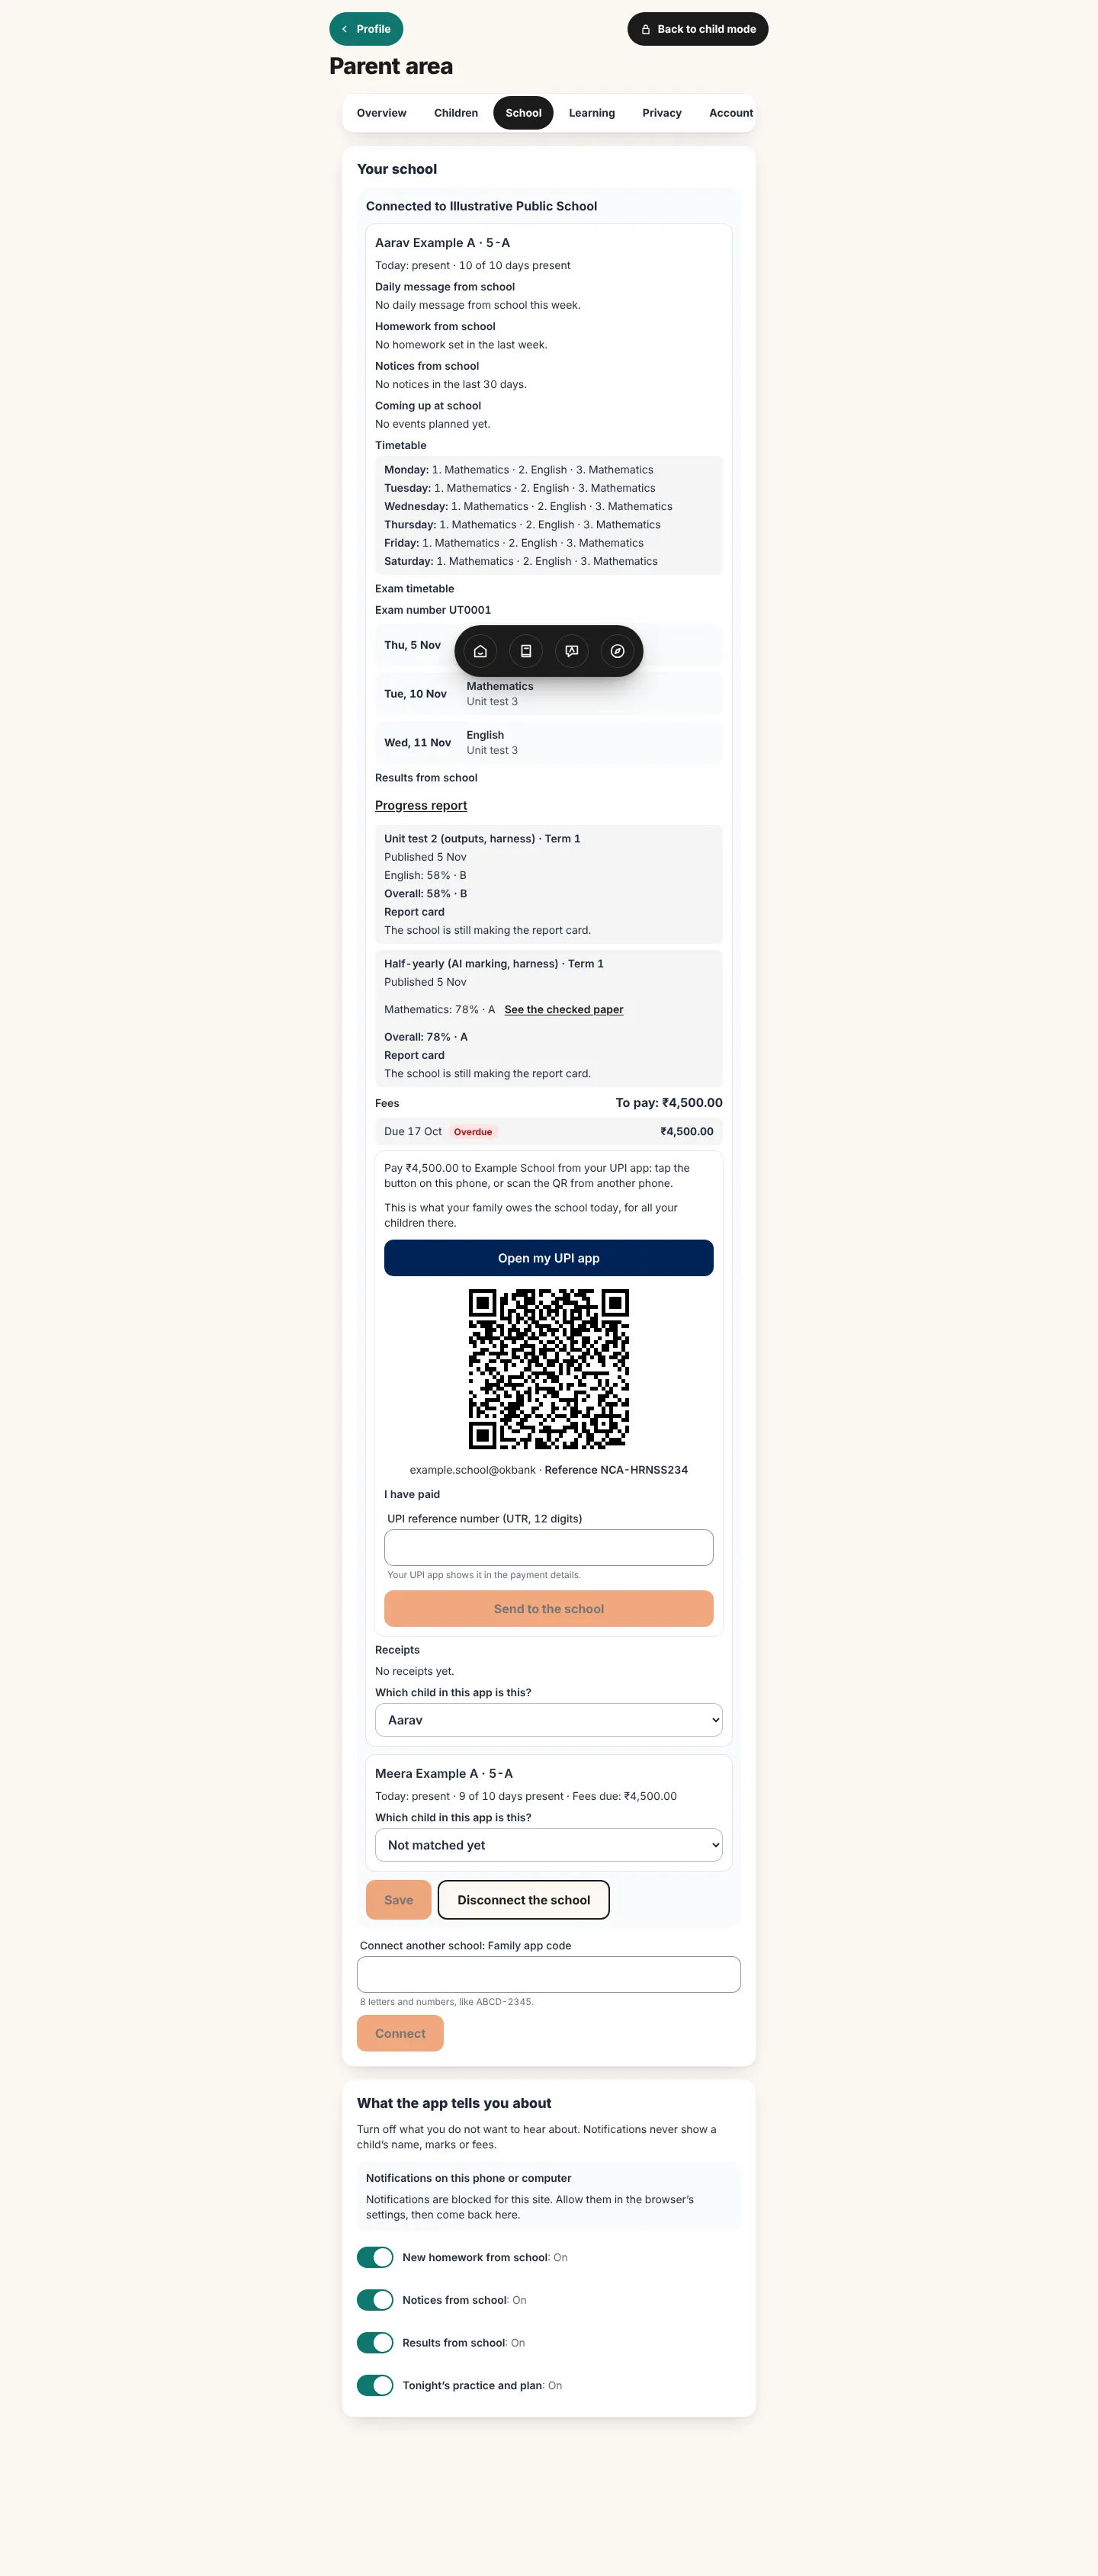 Profile
Back to child mode
Parent area
Overview
Children
School
Learning
Privacy
Account
Your school
Connected to Illustrative Public School
Aarav Example A · 5-A
Today: present · 10 of 10 days present
Daily message from school
No daily message from school this week.
Homework from school
No homework set in the last week.
Notices from school
No notices in the last 30 days.
Coming up at school
No events planned yet.
Timetable
Monday: 1. Mathematics · 2. English · 3. Mathematics
Tuesday: 1. Mathematics · 2. English · 3. Mathematics
Wednesday: 1. Mathematics · 2. English · 3. Mathematics
Thursday: 1. Mathematics · 2. English · 3. Mathematics
Friday: 1. Mathematics · 2. English · 3. Mathematics
Saturday: 1. Mathematics · 2. English · 3. Mathematics
Exam timetable
Exam number UT0001
Thu, 5 Nov
Tue, 10 Nov
Mathematics
Unit test 3
Wed, 11 Nov
English
Unit test 3
Results from school
Progress report
Unit test 2 (outputs, harness) · Term 1
Published 5 Nov
English: 58% · B
Overall: 58% · B
Report card
The school is still making the report card.
Half-yearly (AI marking, harness) · Term 1
Published 5 Nov
Mathematics: 78% · A See the checked paper
Overall: 78% · A
Report card
The school is still making the report card.
Fees
To pay: ₹4,500.00
Due 17 Oct Overdue ₹4,500.00
Pay ₹4,500.00 to Example School from your UPI app: tap the
button on this phone, or scan the QR from another phone.
This is what your family owes the school today, for all your
children there.
Open my UPI app
example.school@okbank · Reference NCA-HRNSS234
I have paid
UPI reference number (UTR, 12 digits)
Your UPI app shows it in the payment details.
Send to the school
Receipts
No receipts yet.
Which child in this app is this?
Aarav
Meera Example A · 5-A
Today: present · 9 of 10 days present · Fees due: ₹4,500.00
Which child in this app is this?
Not matched yet
Save
Disconnect the school
Connect another school: Family app code
8 letters and numbers, like ABCD-2345.
Connect
What the app tells you about
Turn off what you do not want to hear about. Notifications never show a
child’s name, marks or fees.
Notifications on this phone or computer
Notifications are blocked for this site. Allow them in the browser’s
settings, then come back here.
New homework from school: On
Notices from school: On
Results from school: On
Tonight’s practice and plan: On